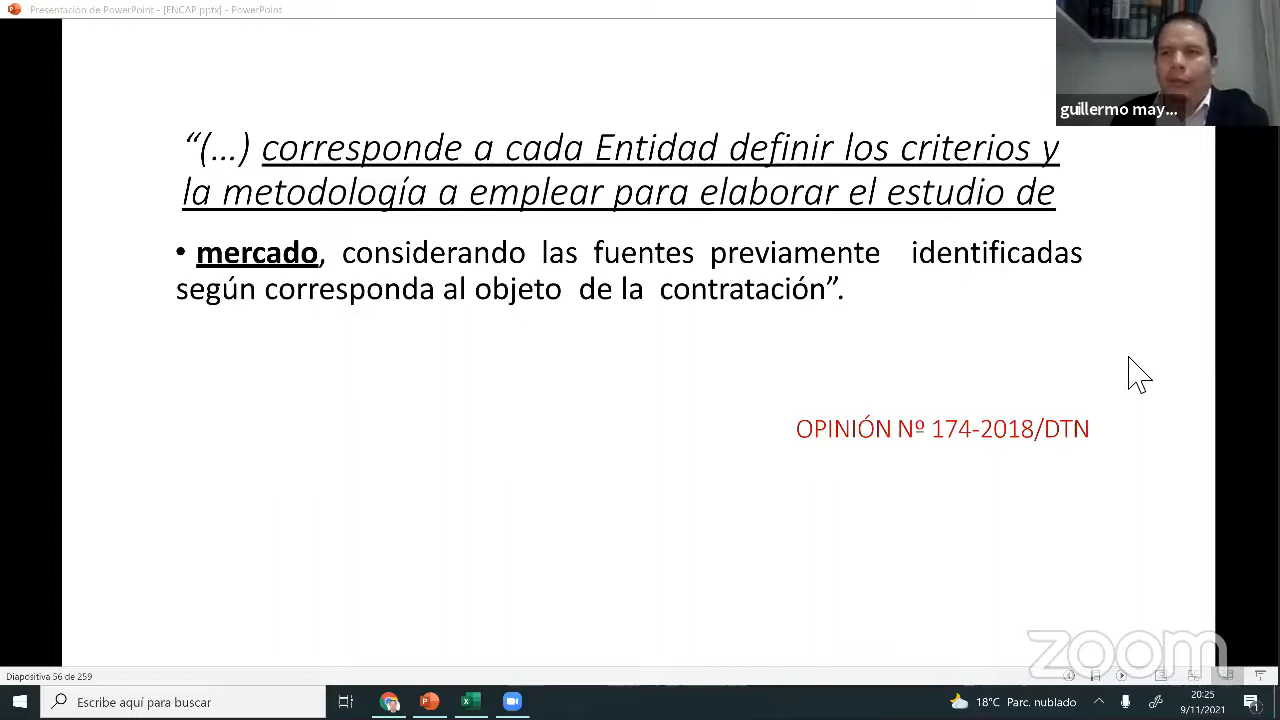 Presentación de PowerPoint - [ENCAP.pptx] - PowerPoint
guillermo may...
“(...) corresponde a cada Entidad definir los criterios y
la metodología a emplear para elaborar el estudio de
• mercado, considerando las fuentes previamente identificadas
según corresponda al objeto de la contratación”.
OPINIÓN Nº 174-2018/DTN
zoom
Diapositiva 56 de 259
Escribe aquí para buscar
18°C Parc. nublado
20:25
9/11/2021